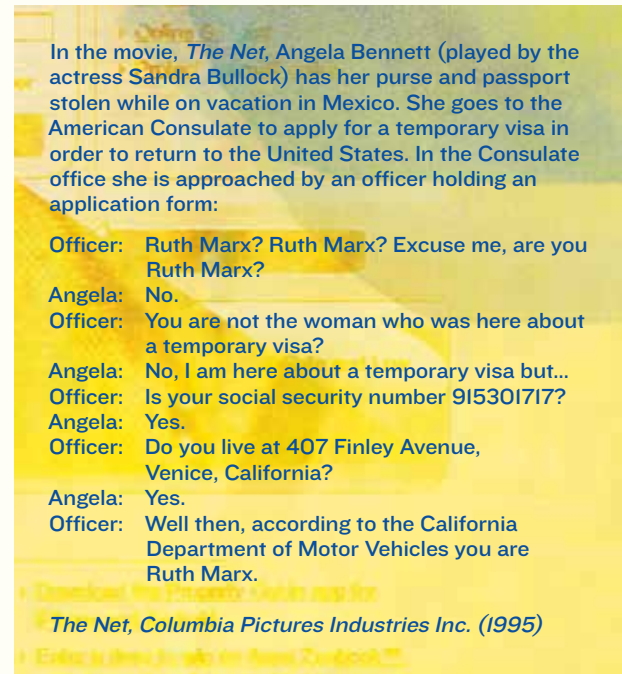 In the movie, The Net, Angela Bennett (played by the
actress Sandra Bullock) has her purse and passport
stolen while on vacation in Mexico. She goes to the
American Consulate to apply for a temporary visa in
order to return to the United States. In the Consulate
office she is approached by an officer holding an
application form:
Officer: Ruth Marx? Ruth Marx? Excuse me, are you
Ruth Marx?
Angela: No.
Officer: You are not the woman who was here about
a temporary visa?
Angela: No, I am here about a temporary visa but...
Officer: Is your social security number 915301717?
Angela: Yes.
Officer: Do you live at 407 Finley Avenue,
Venice, California?
Angela: Yes.
Officer: Well then, according to the California
Department of Motor Vehicles you are
Ruth Marx.
The Net, Columbia Pictures Industries Inc. (1995)